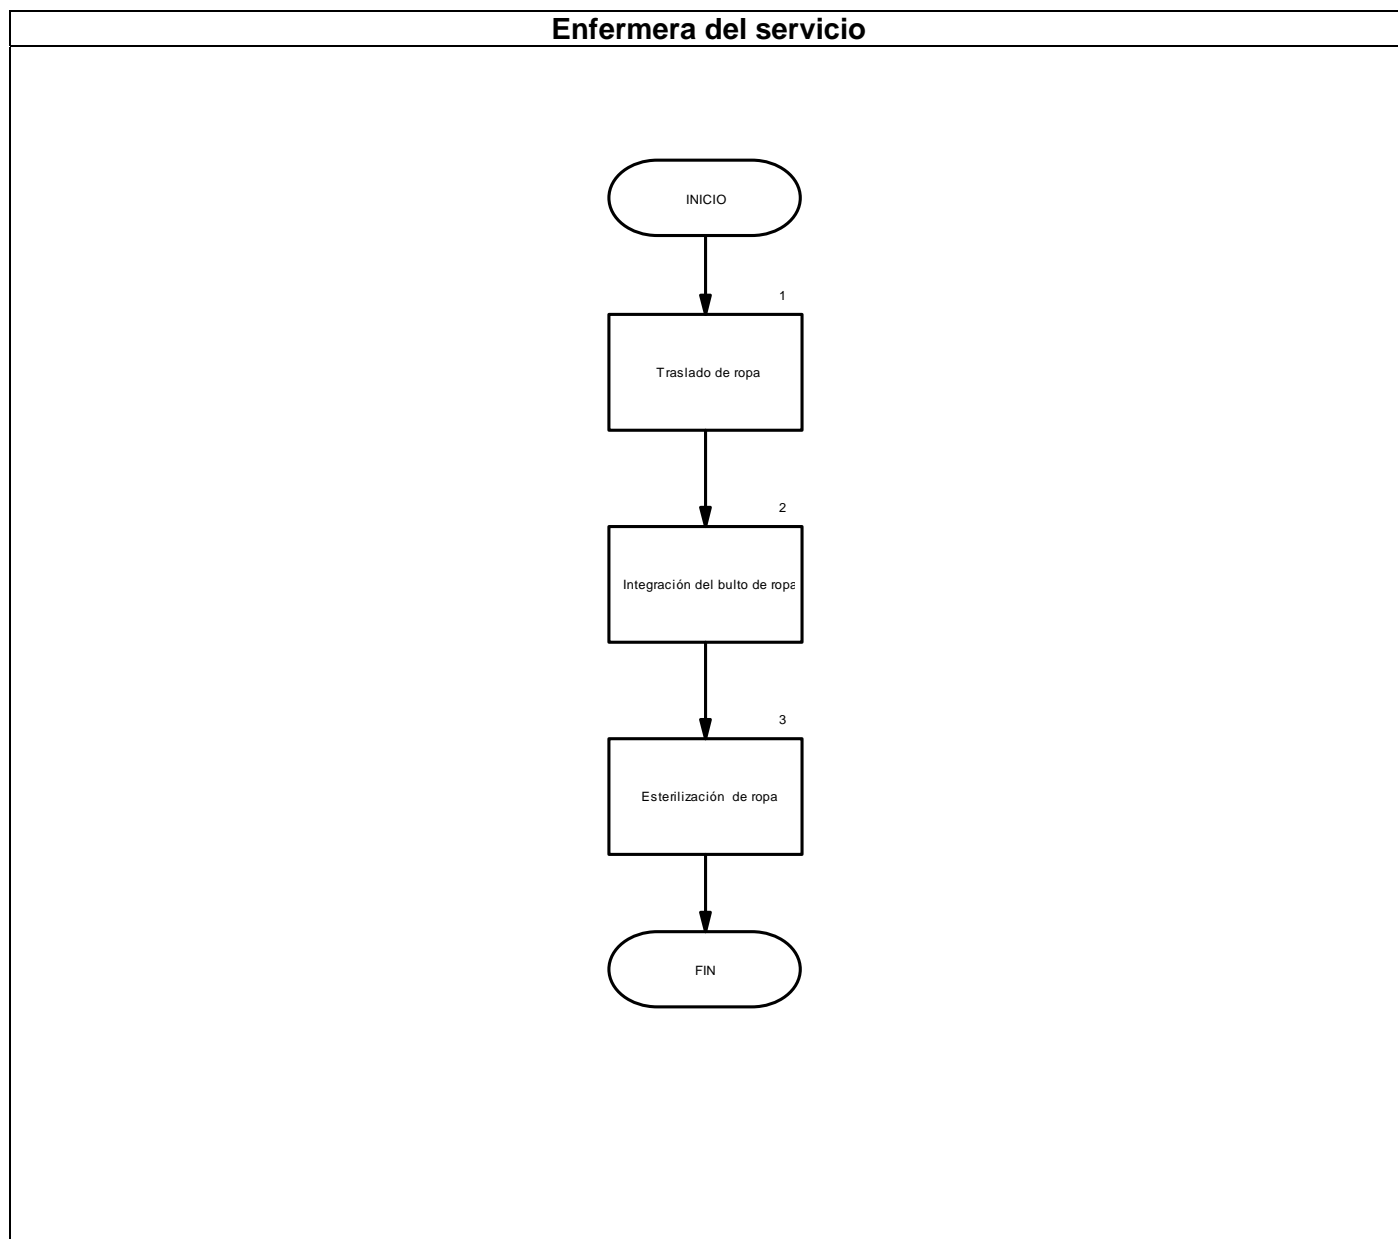 Enfermera del servicio
INICIO
1
Traslado de ropa
2
Integración del bulto de ropa
3
Esterilización de ropa
FIN